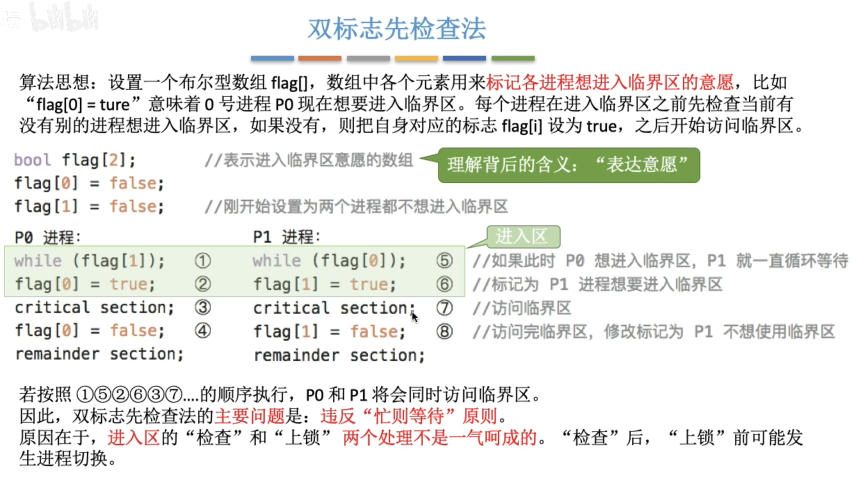 bilibili
双标志先检查法
算法思想：设置一个布尔型数组 flag[]，数组中各个元素用来标记各进程想进入临界区的意愿，比如
“flag[0] = ture”意味着 0 号进程 P0 现在想要进入临界区。每个进程在进入临界区之前先检查当前有
没有别的进程想进入临界区，如果没有，则把自身对应的标志 flag[i] 设为 true，之后开始访问临界区。
bool flag[2]; //表示进入临界区意愿的数组
理解背后的含义：“表达意愿”
flag[0] = false;
flag[1] = false; //刚开始设置为两个进程都不想进入临界区
P0 进程： P1 进程： 进入区
while (flag[1]); ① while (flag[0]); ⑤ //如果此时 P0 想进入临界区，P1 就一直循环等待
flag[0] = true; ② flag[1] = true; ⑥ //标记为 P1 进程想要进入临界区
critical section; ③ critical section; ⑦ //访问临界区
flag[0] = false; ④ flag[1] = false; ⑧ //访问完临界区，修改标记为 P1 不想使用临界区
remainder section; remainder section;
若按照 ①⑤②⑥③⑦….的顺序执行，P0 和 P1 将会同时访问临界区。
因此，双标志先检查法的主要问题是：违反“忙则等待”原则。
原因在于，进入区的“检查”和“上锁” 两个处理不是一气呵成的。“检查”后，“上锁”前可能发
生进程切换。